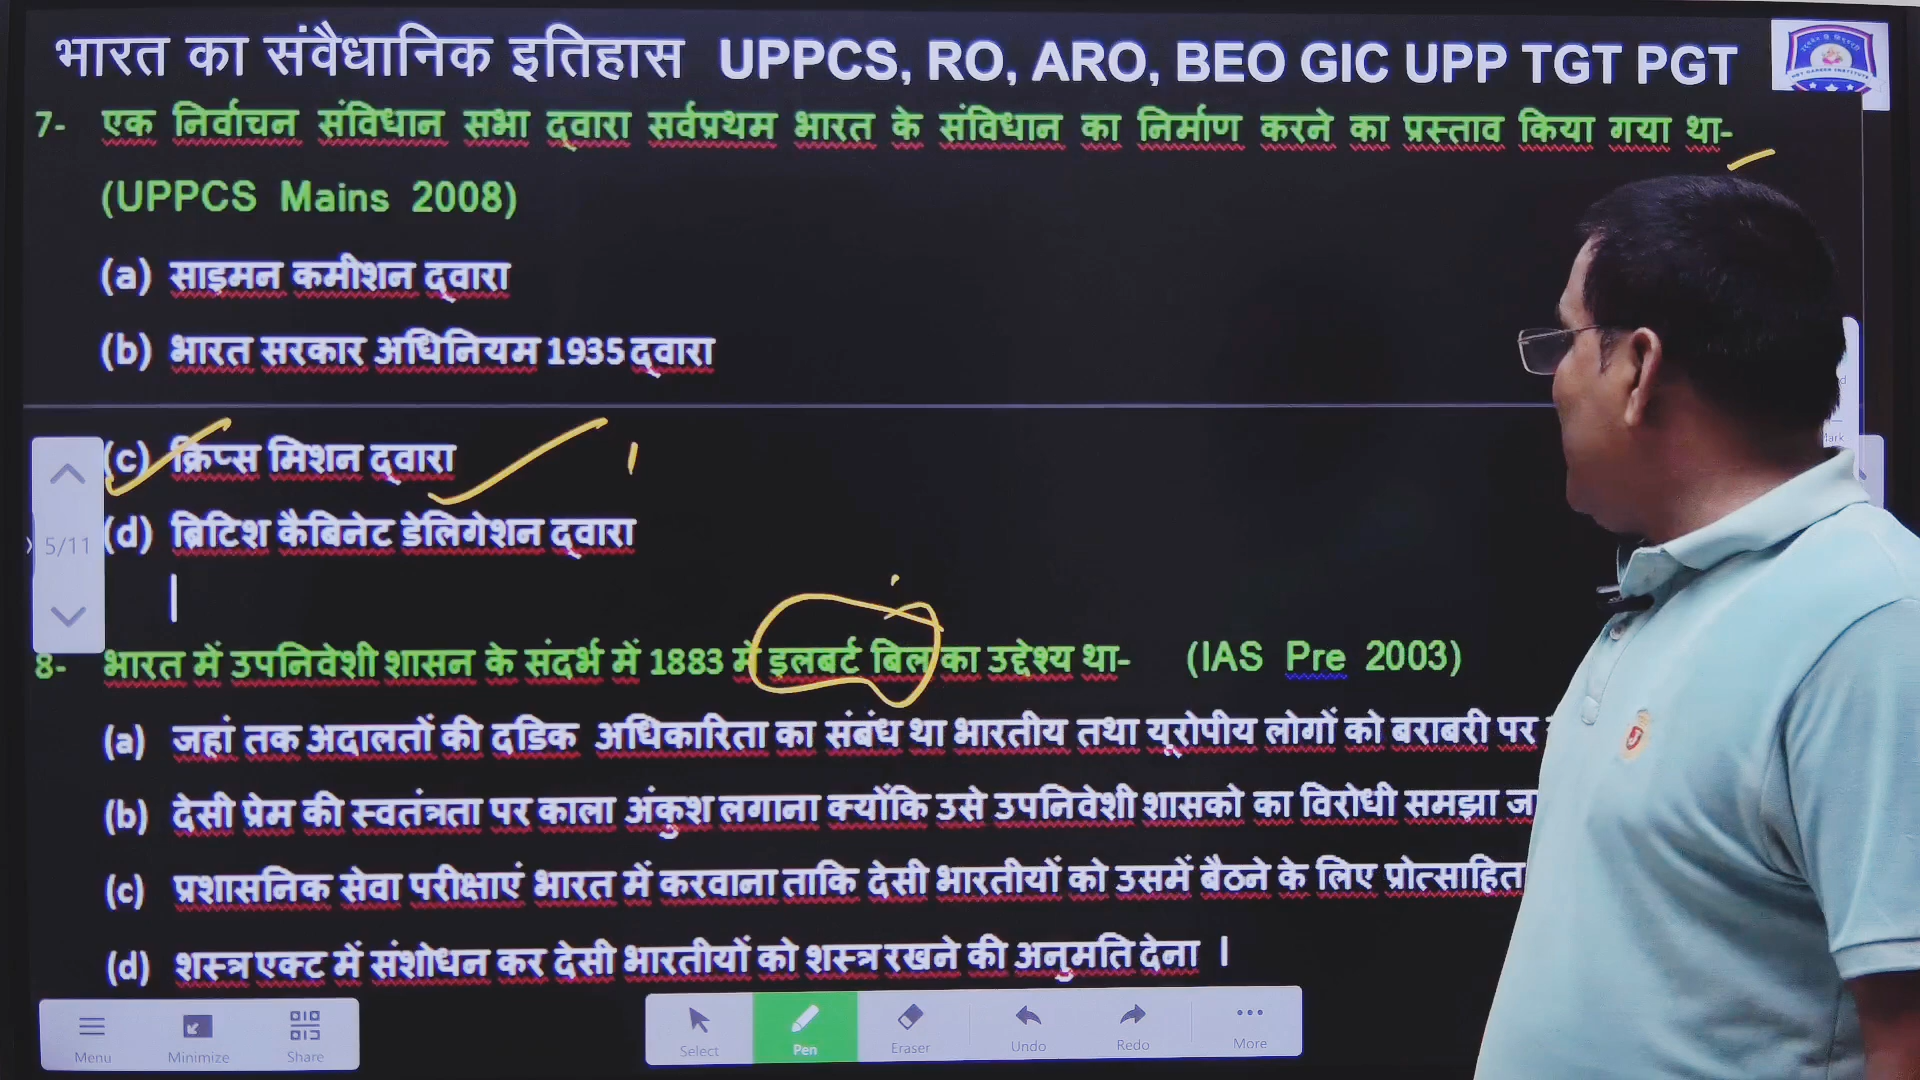 भारत का संवैधानिक इतिहास UPPCS, RO, ARO, BEO GIC UPP TGT PGT
7- एक निर्वाचन संविधान सभा द्वारा सर्वप्रथम भारत के संविधान का निर्माण करने का प्रस्ताव किया गया था-
(UPPCS Mains 2008)
(a) साइमन कमीशन द्वारा
(b) भारत सरकार अधिनियम 1935 द्वारा
(c) क्रिप्स मिशन द्वारा
(d) ब्रिटिश कैबिनेट डेलिगेशन द्वारा
5/11
8- भारत में उपनिवेशी शासन के संदर्भ में 1883 में इलबर्ट बिल का उद्देश्य था- (IAS Pre 2003)
(a) जहां तक अदालतों की दडिक अधिकारिता का संबंध था भारतीय तथा यूरोपीय लोगों को बराबरी पर
(b) देसी प्रेम की स्वतंत्रता पर काला अंकुश लगाना क्योंकि उसे उपनिवेशी शासको का विरोधी समझा
(c) प्रशासनिक सेवा परीक्षाएं भारत में करवाना ताकि देसी भारतीयों को उसमें बैठने के लिए प्रोत्साहित
(d) शस्त्र एक्ट में संशोधन कर देसी भारतीयों को शस्त्र रखने की अनुमति देना ।
Menu Minimize Share Select Pen Eraser Undo Redo More